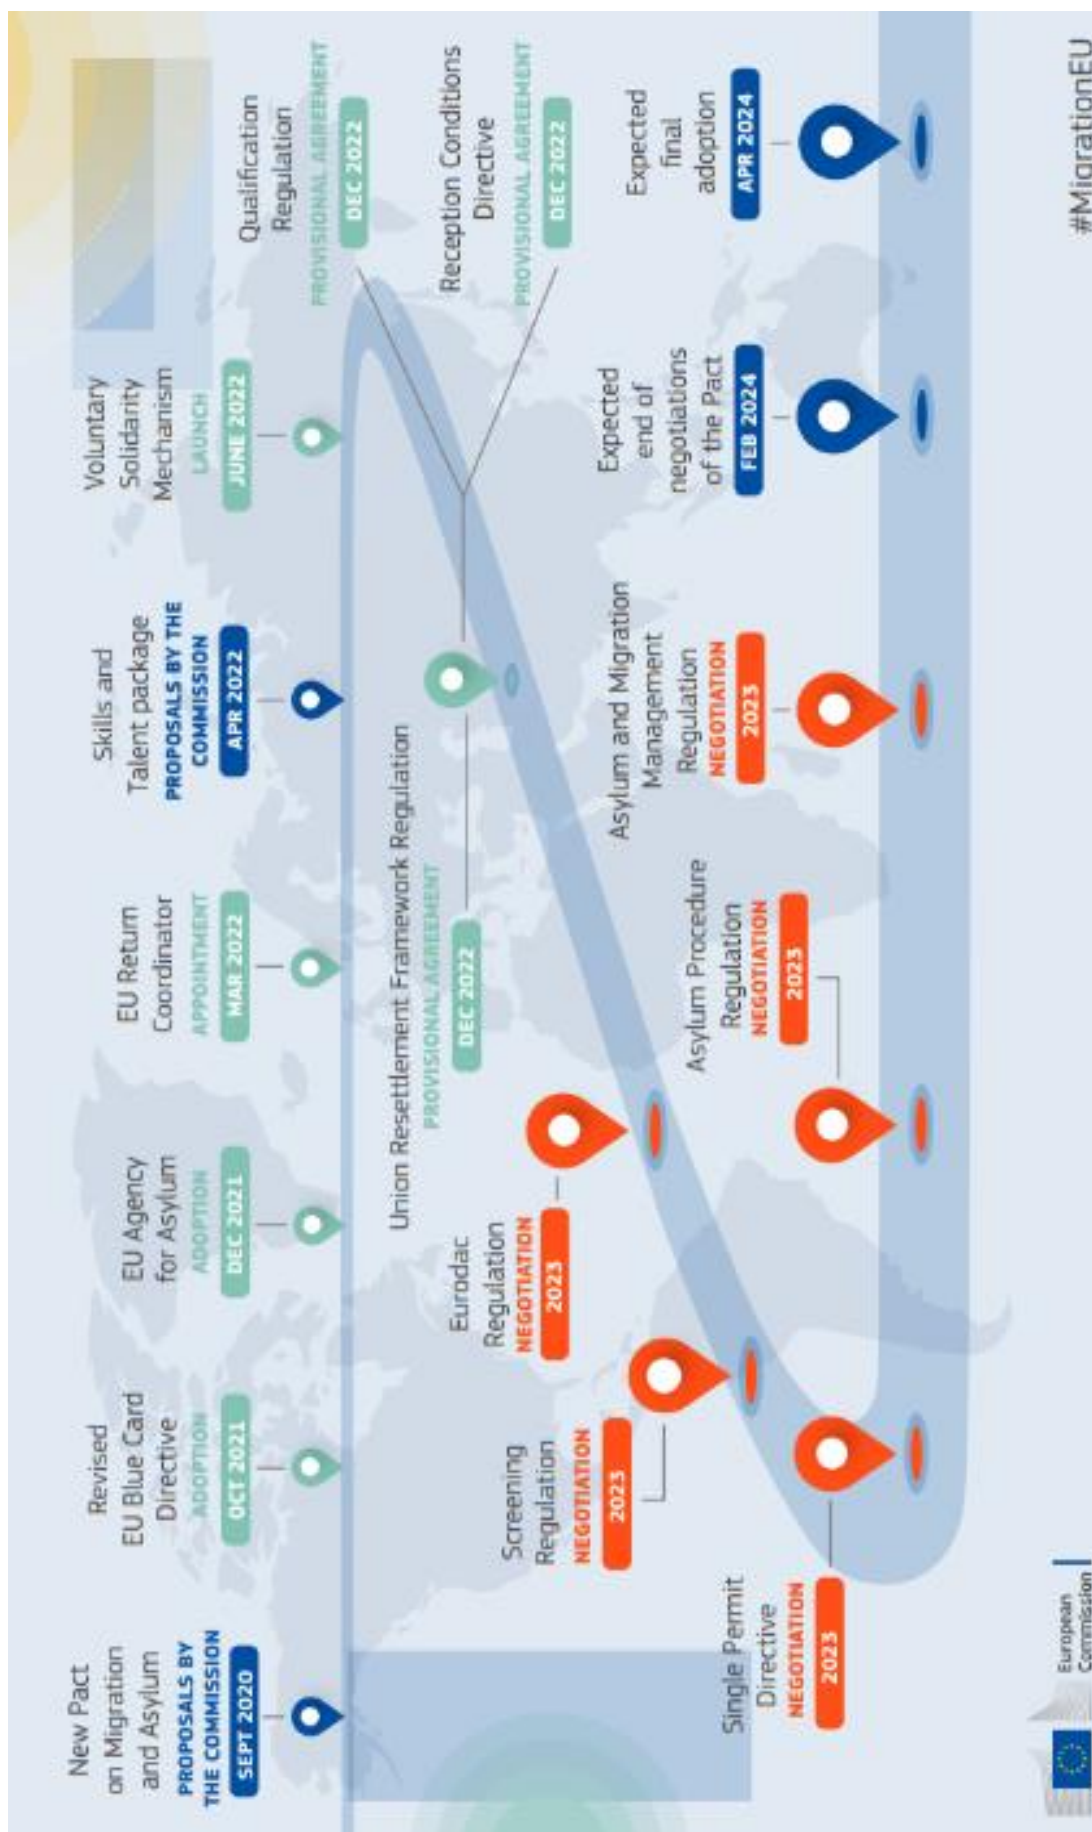 New Pact
on Migration
and Asylum
PROPOSALS BY
THE COMMISSION
SEPT 2020
Revised
EU Blue Card
Directive
ADOPTION
OCT 2021
EU Agency
for Asylum
ADOPTION
DEC 2021
EU Return
Coordinator
APPOINTMENT
MAR 2022
Skills and
Talent package
PROPOSALS BY THE
COMMISSION
APR 2022
Voluntary
Solidarity
Mechanism
LAUNCH
JUNE 2022
Qualification
Regulation
PROVISIONAL AGREEMENT
DEC 2022
Reception Conditions
Directive
PROVISIONAL AGREEMENT
DEC 2022
Union Resettlement Framework Regulation
PROVISIONAL AGREEMENT
DEC 2022
Eurodac
Regulation
NEGOTIATION
2023
Screening
Regulation
NEGOTIATION
2023
Single Permit
Directive
NEGOTIATION
2023
Asylum Procedure
Regulation
NEGOTIATION
2023
Asylum and Migration
Management
Regulation
NEGOTIATION
2023
Expected
end of
negotiations
of the Pact
FEB 2024
Expected
final
adoption
APR 2024
European
Commission
#MigrationEU